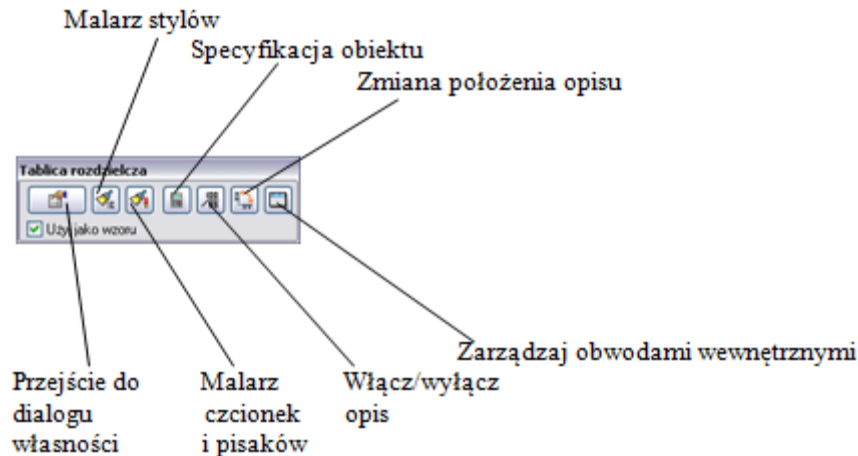 Malarz stylów
Specyfikacja obiektu
Zmiana położenia opisu
Tablica rozdzielcza
Użyj jako wzoru
Zarządzaj obwodami wewnętrznymi
Przejście do
dialogu
własności
Malarz
czcionek
i pisaków
Włącz/wyłącz
opis